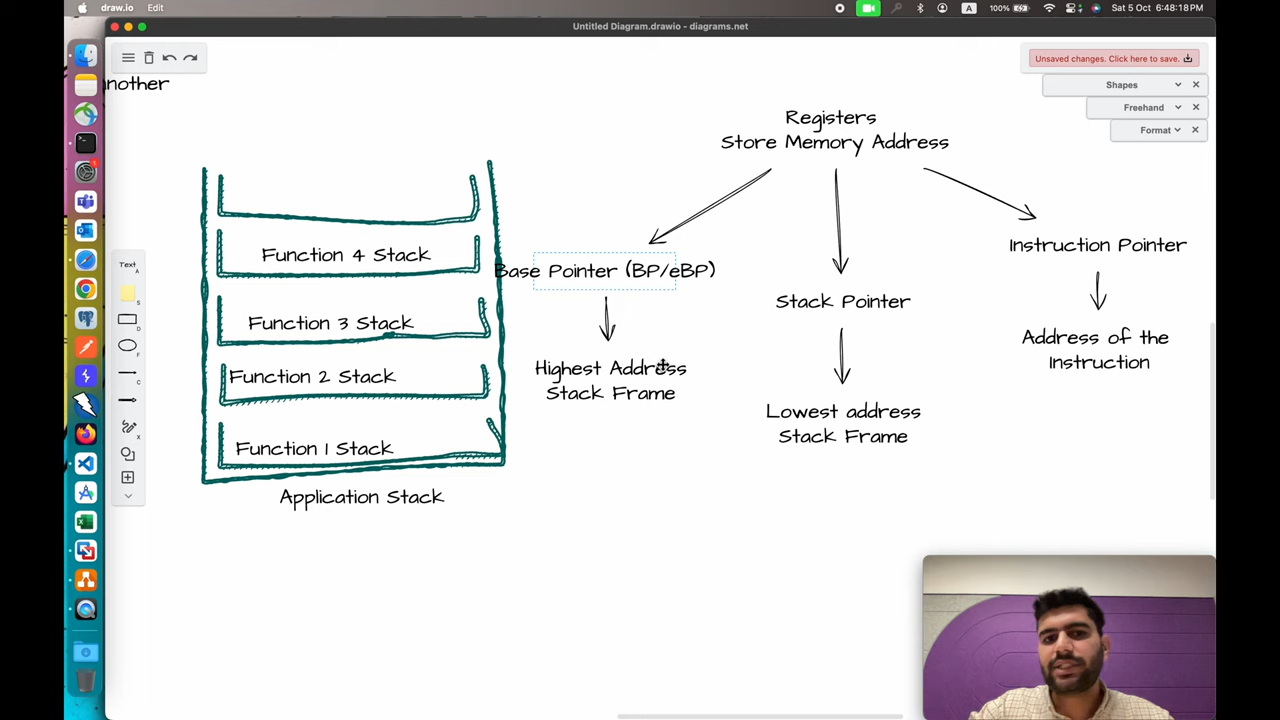 draw.io Edit
A 100% Sat 5 Oct 6:48:18 PM
Untitled Diagram.drawio - diagrams.net
Unsaved changes. Click here to save.
Shapes
Freehand
Format
nother
Registers
Store Memory Address
Base Pointer (BP/eBP)
Highest Address
Stack Frame
Stack Pointer
Lowest address
Stack Frame
Instruction Pointer
Address of the
Instruction
Function 4 Stack
Function 3 Stack
Function 2 Stack
Function 1 Stack
Application Stack
Text